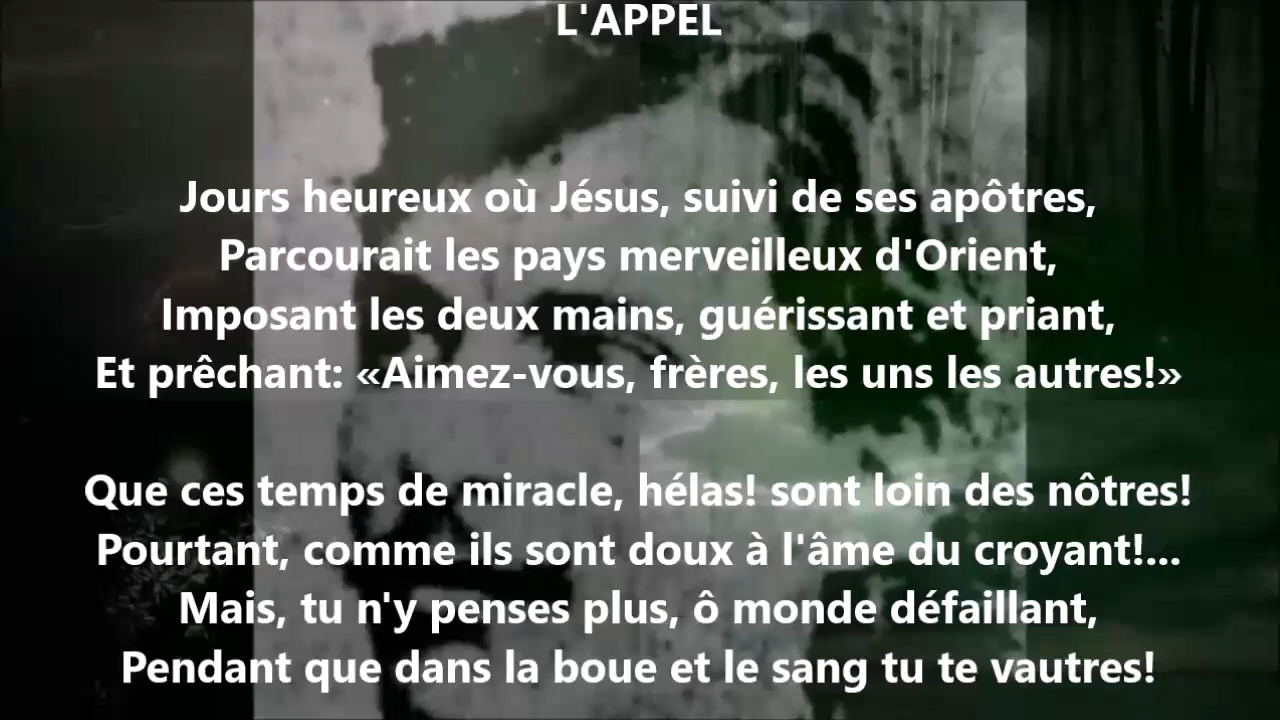 L'APPEL
Jours heureux où Jésus, suivi de ses apôtres,
Parcourait les pays merveilleux d'Orient,
Imposant les deux mains, guérissant et priant,
Et prêchant: «Aimez-vous, frères, les uns les autres!»
Que ces temps de miracle, hélas! sont loin des nôtres!
Pourtant, comme ils sont doux à l'âme du croyant!...
Mais, tu n'y penses plus, ô monde défaillant,
Pendant que dans la boue et le sang tu te vautres!